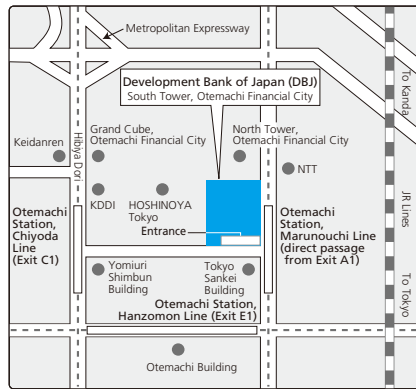 Metropolitan Expressway
Development Bank of Japan (DBJ)
South Tower, Otemachi Financial City
To Kanda
Hibiya Dori
Keidanren
Grand Cube,
Otemachi Financial City
North Tower,
Otemachi Financial City
NTT
KDDI
HOSHINOYA
Tokyo
Entrance
JR Lines
Otemachi
Station,
Chiyoda
Line
(Exit C1)
Otemachi
Station,
Marunouchi Line
(direct passage
from Exit A1)
Yomiuri
Shimbun
Building
Tokyo
Sankei
Building
To Tokyo
Otemachi Station,
Hanzomon Line (Exit E1)
Otemachi Building